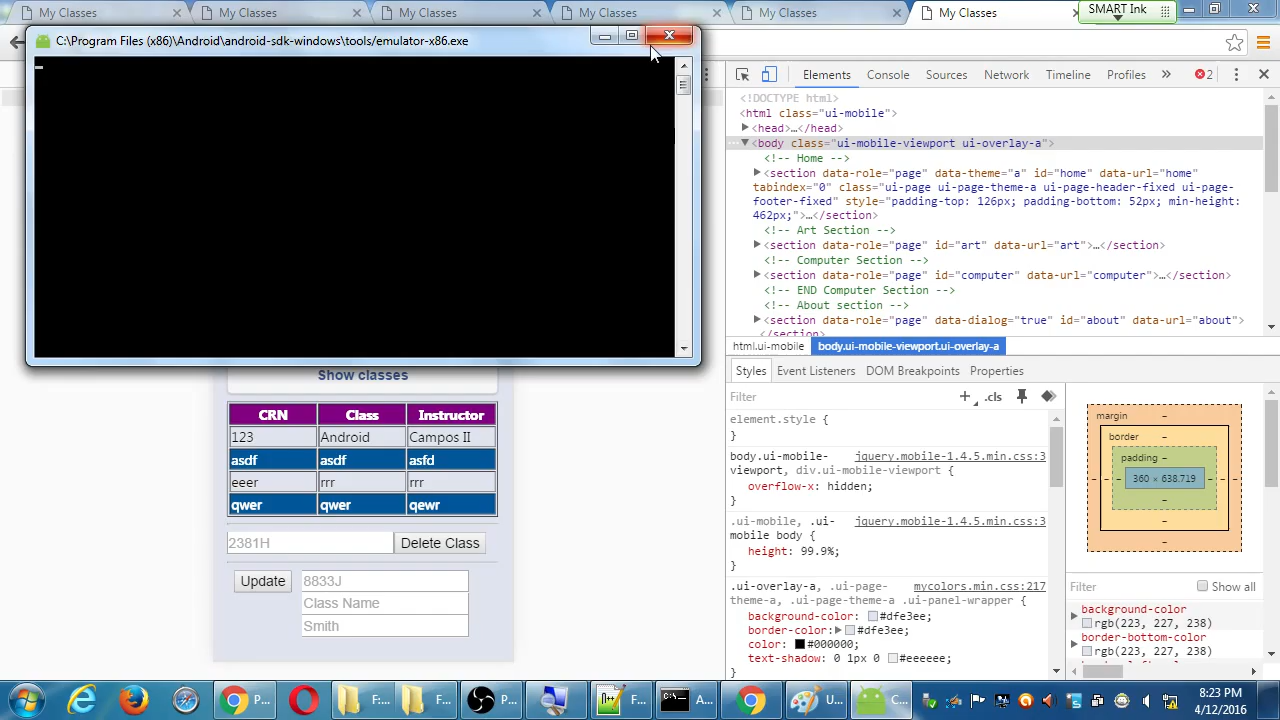 My Classes
My Classes
My Classes
My Classes
My Classes
My Classes
SMART Ink
C:\Program Files (x86)\Android\android-sdk-windows\tools/emulator-x86.exe
Elements
Console
Sources
Network
Timeline
Profiles
»
2
<!DOCTYPE html>
<html class="ui-mobile">
<head>…</head>
<body class="ui-mobile-viewport ui-overlay-a">
<!-- Home -->
<section data-role="page" data-theme="a" id="home" data-url="home"
tabindex="0" class="ui-page ui-page-theme-a ui-page-header-fixed ui-page-
footer-fixed" style="padding-top: 126px; padding-bottom: 52px; min-height:
462px;">…</section>
<!-- Art Section -->
<section data-role="page" id="art" data-url="art">…</section>
<!-- Computer Section -->
<section data-role="page" id="computer" data-url="computer">…</section>
<!-- END Computer Section -->
<!-- About section -->
<section data-role="page" data-dialog="true" id="about" data-url="about">…
</section>
html.ui-mobile
body.ui-mobile-viewport.ui-overlay-a
Styles
Event Listeners
DOM Breakpoints
Properties
Filter
.cls
element.style {
}
body.ui-mobile- jquery.mobile-1.4.5.min.css:3
viewport, div.ui-mobile-viewport {
overflow-x: hidden;
}
.ui-mobile, .ui- jquery.mobile-1.4.5.min.css:3
mobile body {
height: 99.9%;
}
.ui-overlay-a, .ui-page- mycolors.min.css:217
theme-a, .ui-page-theme-a .ui-panel-wrapper {
background-color: #dfe3ee;
border-color: #dfe3ee;
color: #000000;
text-shadow: 0 1px 0 #eeeeee;
}
margin –
border –
padding –
– – – 360 × 638.719 – – –
–
–
–
Filter
Show all
background-color
rgb(223, 227, 238)
border-bottom-color
rgb(223, 227, 238)
Show classes
CRN Class Instructor
123 Android Campos II
asdf asdf asfd
eeer rrr rrr
qwer qwer qewr
2381H Delete Class
Update 8833J
Class Name
Smith
P...
F:...
F...
P...
F...
A...
U...
C...
8:23 PM
4/12/2016